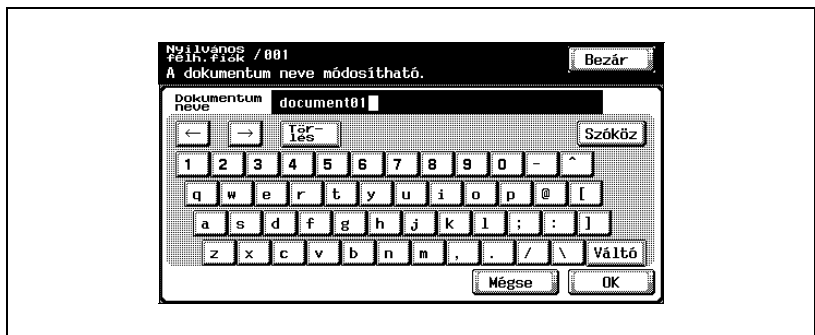 Nyilvános
félh.fiók /001
Bezár
A dokumentum neve módosítható.
Dokumentum
neve
document01
← → Tör-
lés
Szóköz
1 2 3 4 5 6 7 8 9 0 - ^
q w e r t y u i o p @ [
a s d f g h j k l ; : ]
z x c v b n m , . / \ Váltó
Mégse OK